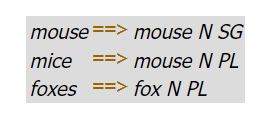 mouse ==> mouse N SG
mice ==> mouse N PL
foxes ==> fox N PL